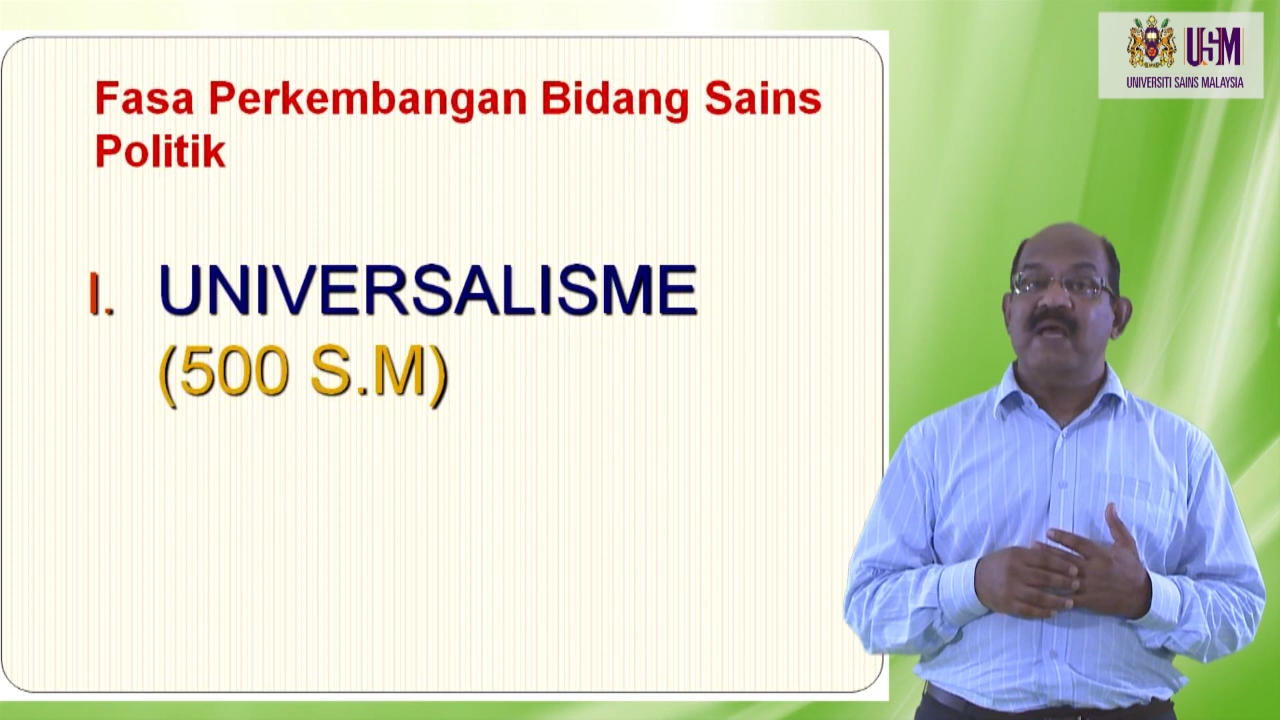 Fasa Perkembangan Bidang Sains
Politik
I. UNIVERSALISME
(500 S.M)
USM
UNIVERSITI SAINS MALAYSIA